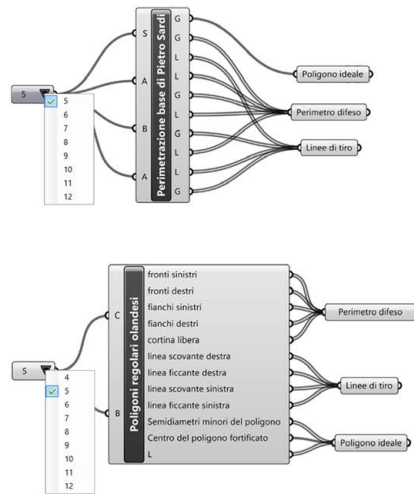 5
5
6
7
8
9
10
11
12
S
A
B
A
Perimetrazione base di Pietro Sardi
G
G
L
L
G
L
G
L
L
G
Poligono ideale
Perimetro difeso
Linee di tiro
5
4
5
6
7
8
9
10
11
12
C
B
Poligoni regolari olandesi
fronti sinistri
fronti destri
fianchi sinistri
fianchi destri
cortina libera
linea scovante destra
linea ficcante destra
linea scovante sinistra
linea ficcante sinistra
Semidiametri minori del poligono
Centro del poligono fortificato
L
Perimetro difeso
Linee di tiro
Poligono ideale